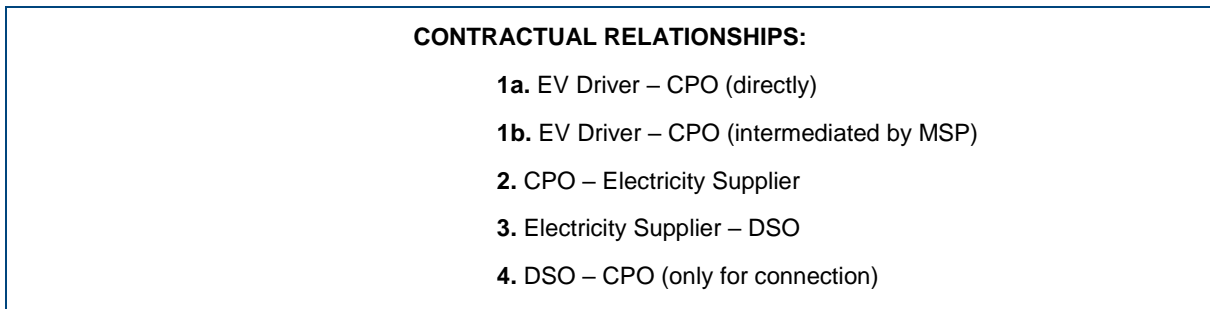 CONTRACTUAL RELATIONSHIPS:
1a. EV Driver – CPO (directly)
1b. EV Driver – CPO (intermediated by MSP)
2. CPO – Electricity Supplier
3. Electricity Supplier – DSO
4. DSO – CPO (only for connection)